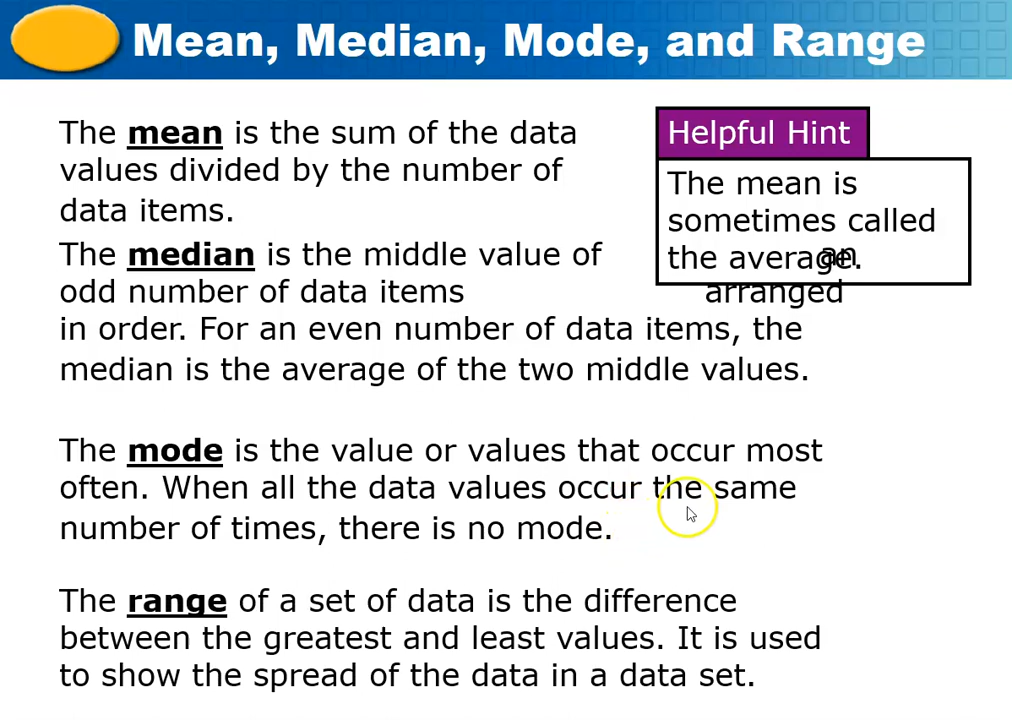 Mean, Median, Mode, and Range
The mean is the sum of the data
values divided by the number of
data items.
Helpful Hint
The mean is
sometimes called
the average.
The median is the middle value of an
odd number of data items arranged
in order. For an even number of data items, the
median is the average of the two middle values.
The mode is the value or values that occur most
often. When all the data values occur the same
number of times, there is no mode.
The range of a set of data is the difference
between the greatest and least values. It is used
to show the spread of the data in a data set.